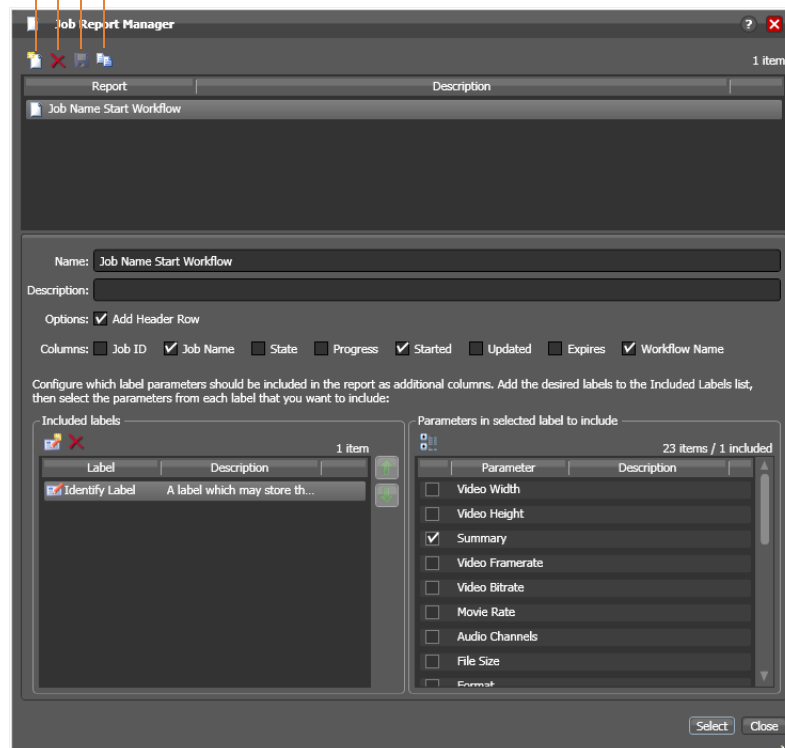 Job Report Manager
?
1 item
Report Description
Job Name Start Workflow
Name: Job Name Start Workflow
Description:
Options: Add Header Row
Columns: Job ID Job Name State Progress Started Updated Expires Workflow Name
Configure which label parameters should be included in the report as additional columns. Add the desired labels to the Included Labels list,
then select the parameters from each label that you want to include:
Included labels
1 item
Label Description
Identify Label A label which may store th...
Parameters in selected label to include
23 items / 1 included
Parameter Description
Video Width
Video Height
Summary
Video Framerate
Video Bitrate
Movie Rate
Audio Channels
File Size
Format
Select Close